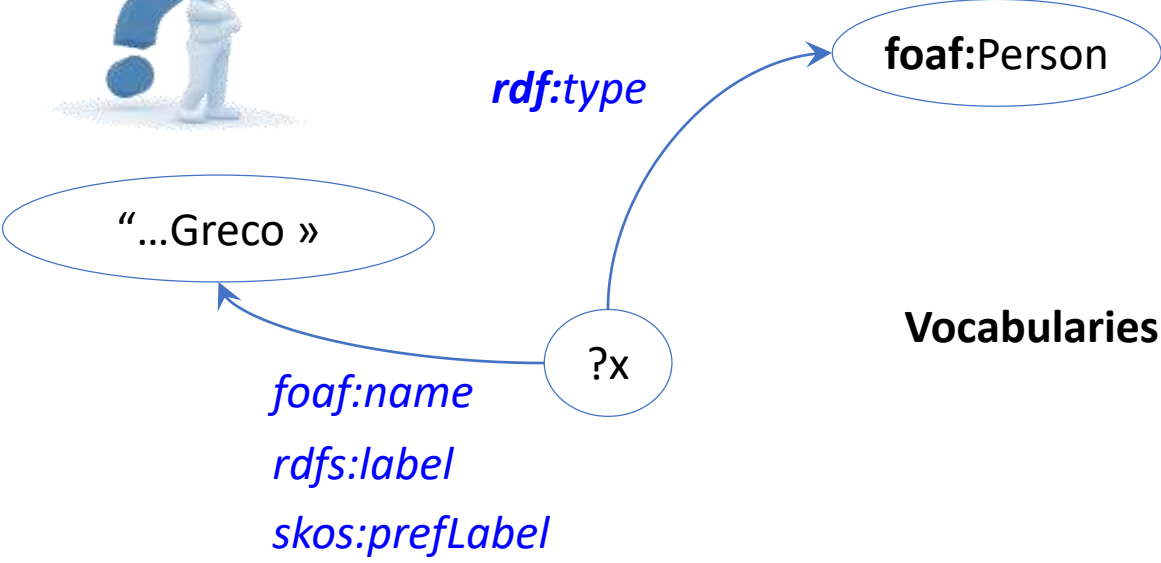 foaf:Person
rdf:type
“…Greco »
Vocabularies
?x
foaf:name
rdfs:label
skos:prefLabel